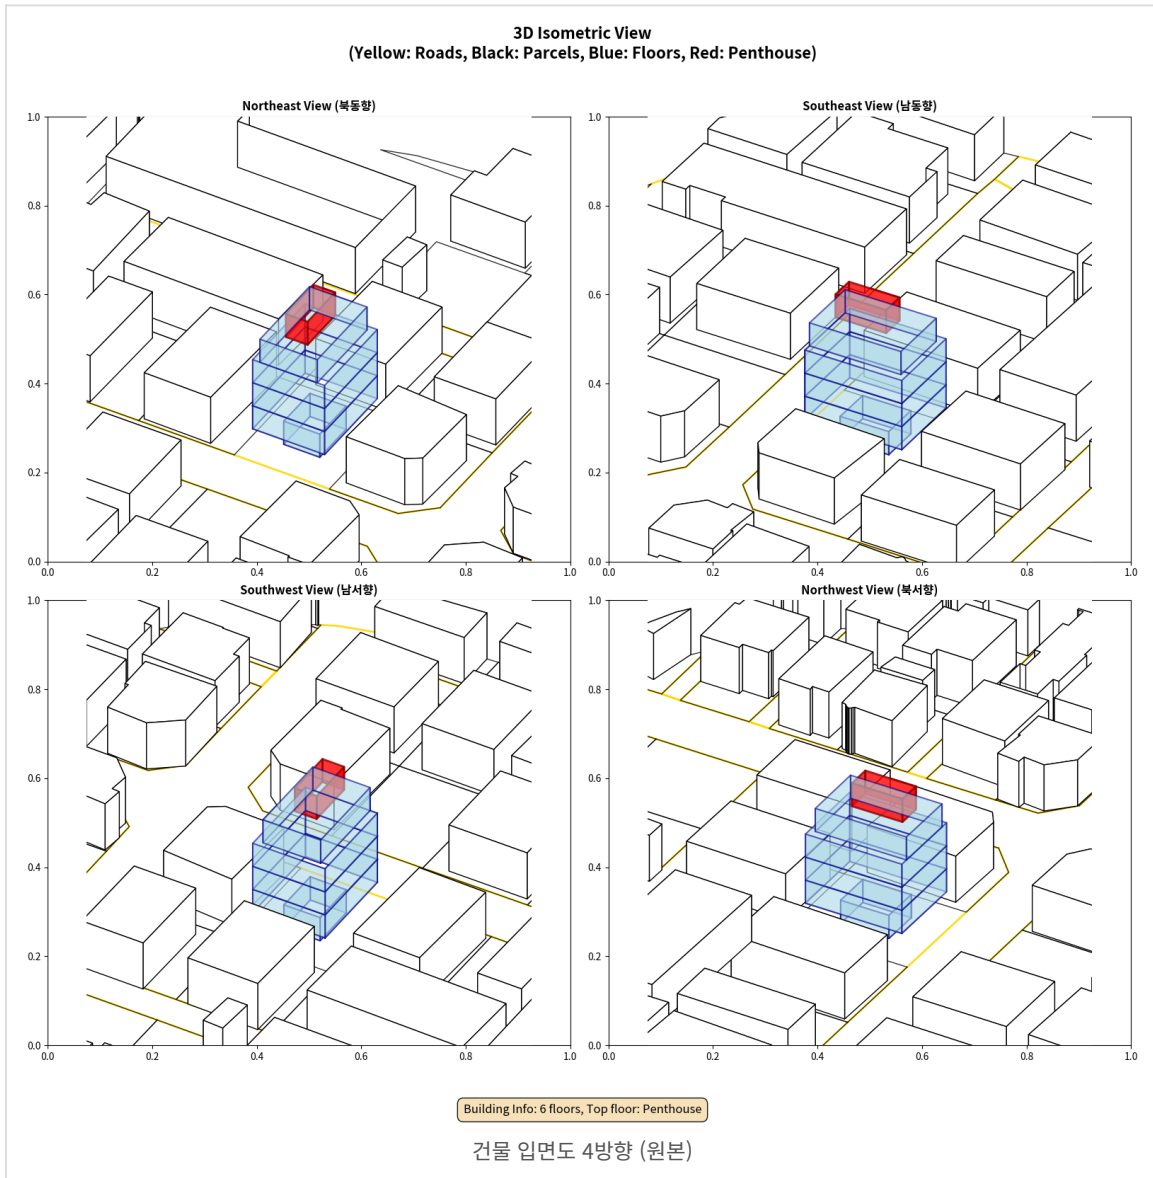 3D Isometric View
(Yellow: Roads, Black: Parcels, Blue: Floors, Red: Penthouse)
Northeast View (북동향)
1.0
0.8
0.6
0.4
0.2
0.0
0.0 0.2 0.4 0.6 0.8 1.0
Southeast View (남동향)
1.0
0.8
0.6
0.4
0.2
0.0
0.0 0.2 0.4 0.6 0.8 1.0
Southwest View (남서향)
1.0
0.8
0.6
0.4
0.2
0.0
0.0 0.2 0.4 0.6 0.8 1.0
Northwest View (북서향)
1.0
0.8
0.6
0.4
0.2
0.0
0.0 0.2 0.4 0.6 0.8 1.0
Building Info: 6 floors, Top floor: Penthouse
건물 입면도 4방향 (원본)